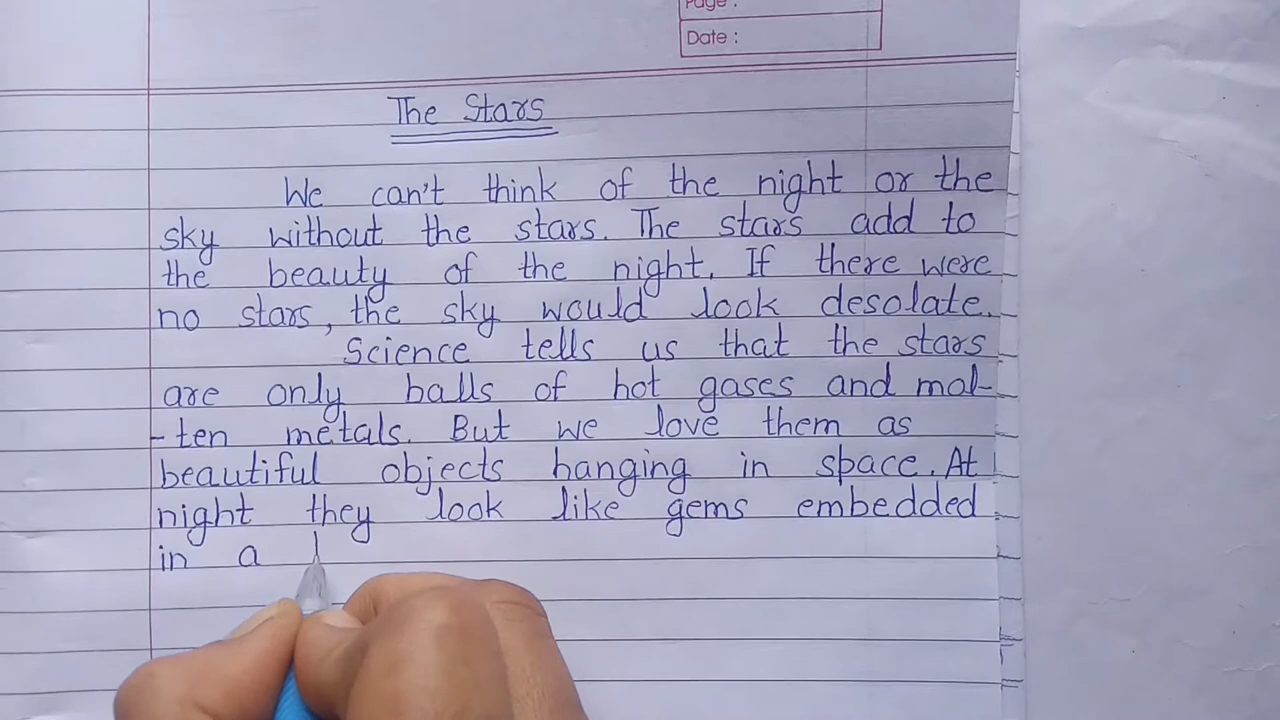 Page :
Date :
The Stars
We can't think of the night or the
sky without the stars. The stars add to
the beauty of the night. If there were
no stars, the sky would look desolate.
Science tells us that the stars
are only balls of hot gases and mol-
-ten metals. But we love them as
beautiful objects hanging in space. At
night they look like gems embedded
in a